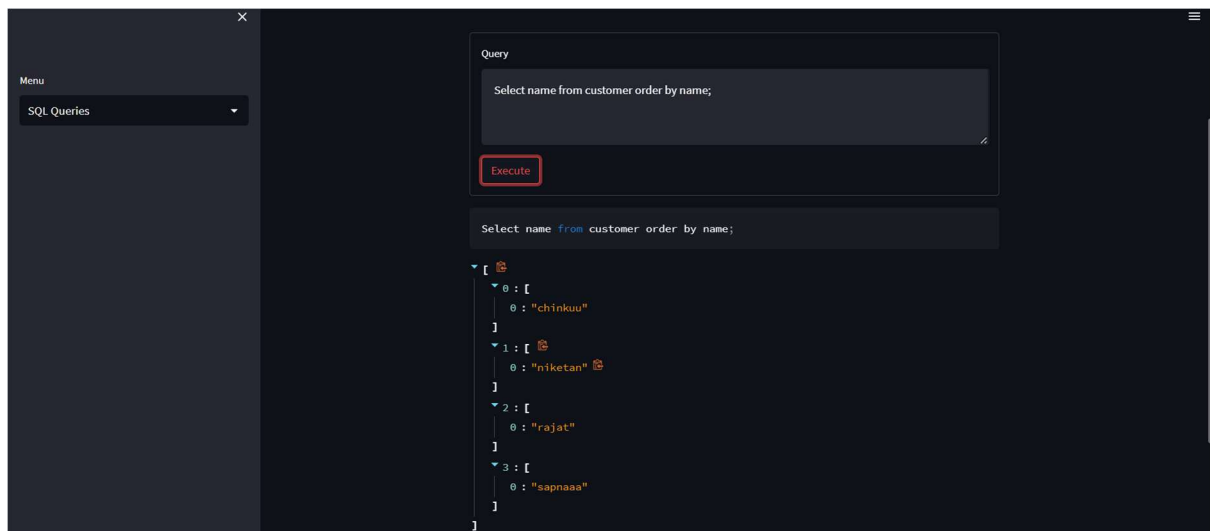 Menu
SQL Queries
Query
Select name from customer order by name;
Execute
Select name from customer order by name;
[
0 : [
0 : "chinkuu"
]
1 : [
0 : "niketan"
]
2 : [
0 : "rajat"
]
3 : [
0 : "sapnaaa"
]
]